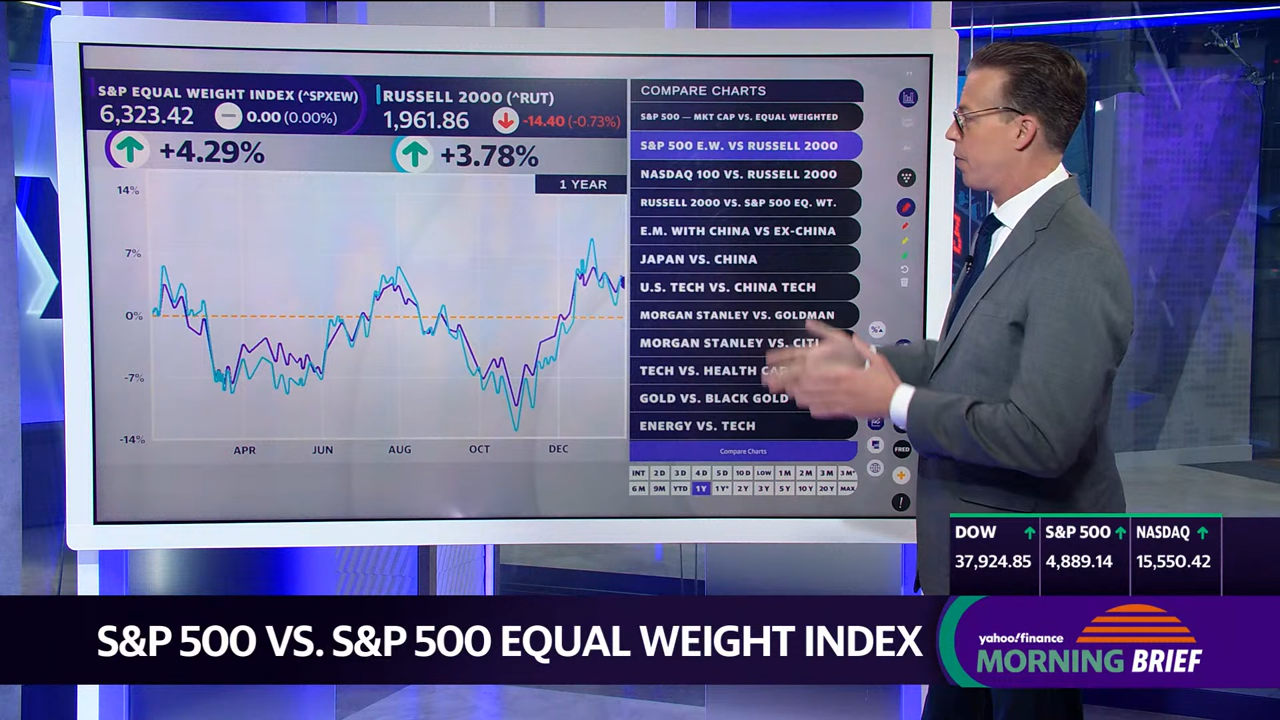 S&P EQUAL WEIGHT INDEX (^SPXEW)
6,323.42
0.00 (0.00%)
+4.29%
RUSSELL 2000 (^RUT)
1,961.86
-14.40 (-0.73%)
+3.78%
1 YEAR
14%
7%
0%
-7%
-14%
APR JUN AUG OCT DEC
COMPARE CHARTS
S&P 500 — MKT CAP VS. EQUAL WEIGHTED
S&P 500 E.W. VS RUSSELL 2000
NASDAQ 100 VS. RUSSELL 2000
RUSSELL 2000 VS. S&P 500 EQ. WT.
E.M. WITH CHINA VS EX-CHINA
JAPAN VS. CHINA
U.S. TECH VS. CHINA TECH
MORGAN STANLEY VS. GOLDMAN
MORGAN STANLEY VS. CITI
TECH VS. HEALTH
GOLD VS. BLACK GOLD
ENERGY VS. TECH
Compare Charts
INT 2D 3D 4D 5D 10D LOW 1M 2M 3M 3M*
6M 9M YTD 1Y 1Y* 2Y 3Y 5Y 10Y 20Y MAX
FRED
!
DOW
37,924.85
S&P 500
4,889.14
NASDAQ
15,550.42
S&P 500 VS. S&P 500 EQUAL WEIGHT INDEX
yahoo!finance
MORNING BRIEF